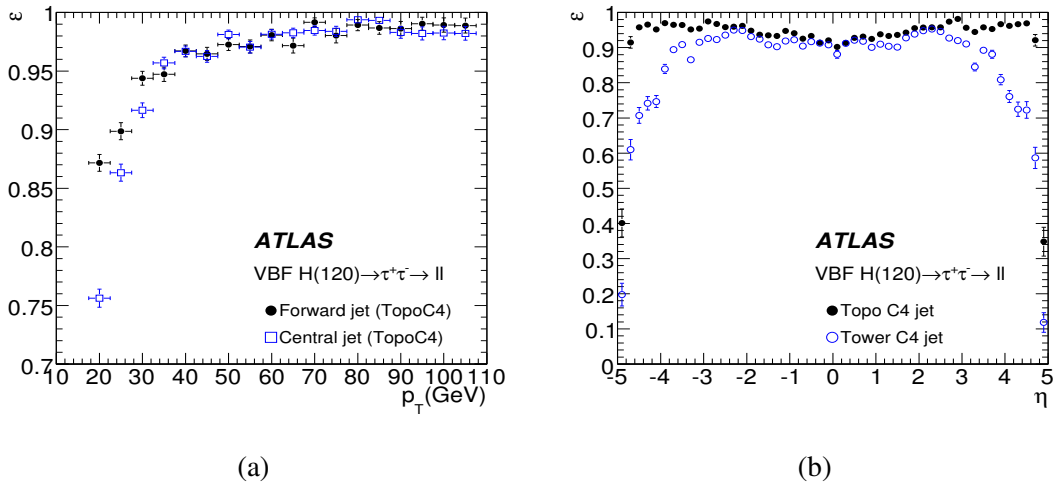 ε
1
0.95
0.9
0.85
0.8
0.75
0.7
ATLAS
VBF H(120)→τ⁺τ⁻→ ll
Forward jet (TopoC4)
Central jet (TopoC4)
10 20 30 40 50 60 70 80 90 100 110
p_T(GeV)
(a)
ε
1
0.9
0.8
0.7
0.6
0.5
0.4
0.3
0.2
0.1
0
ATLAS
VBF H(120)→τ⁺τ⁻→ ll
Topo C4 jet
Tower C4 jet
-5 -4 -3 -2 -1 0 1 2 3 4 5
η
(b)